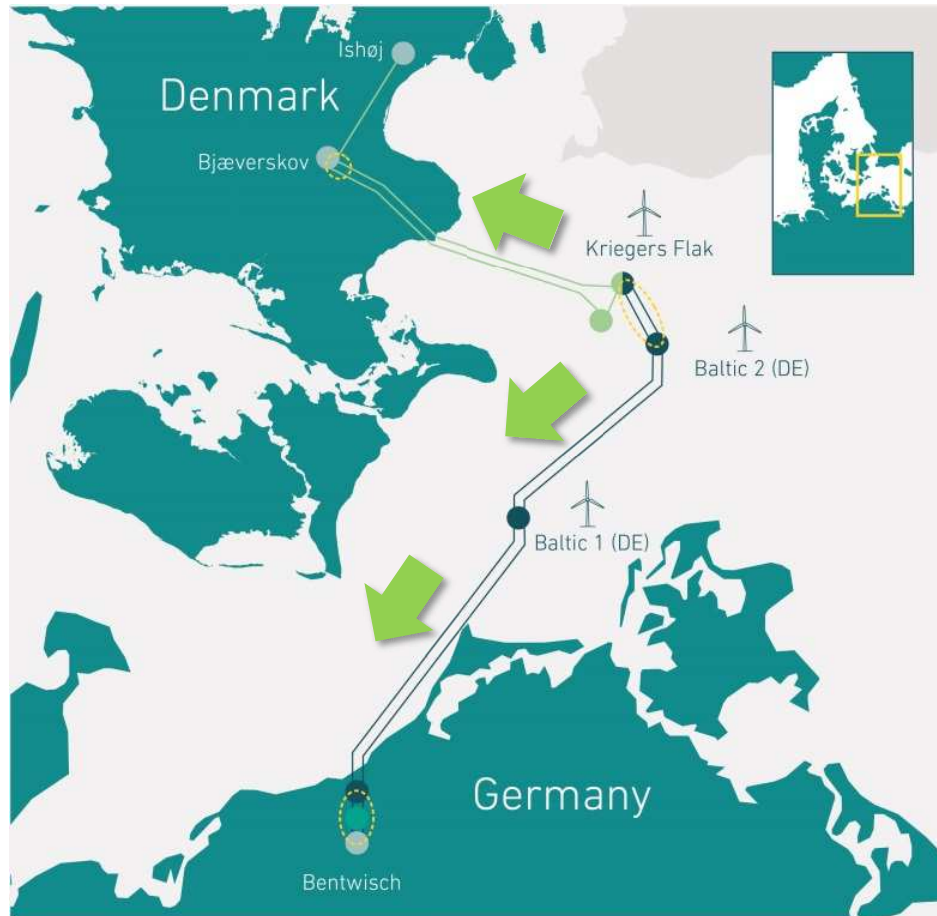 Ishøj
Denmark
Bjæverskov
Kriegers Flak
Baltic 2 (DE)
Baltic 1 (DE)
Germany
Bentwisch